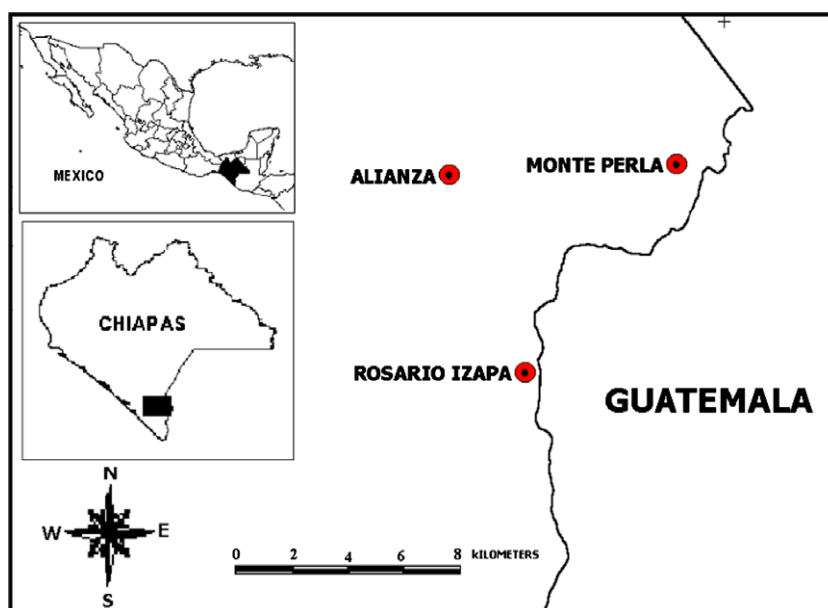 MEXICO
CHIAPAS
N
W E
S
ALIANZA
MONTE PERLA
ROSARIO IZAPA
GUATEMALA
0 2 4 6 8 KILOMETERS